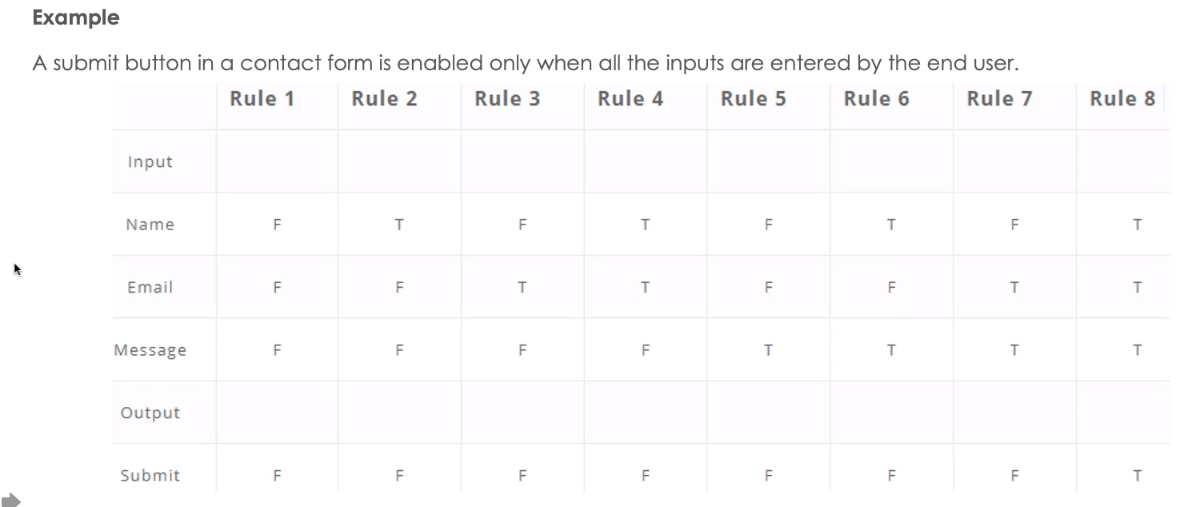 Example
A submit button in a contact form is enabled only when all the inputs are entered by the end user.
Rule 1 Rule 2 Rule 3 Rule 4 Rule 5 Rule 6 Rule 7 Rule 8
Input
Name F T F T F T F T
Email F F T T F F T T
Message F F F F T T T T
Output
Submit F F F F F F F T